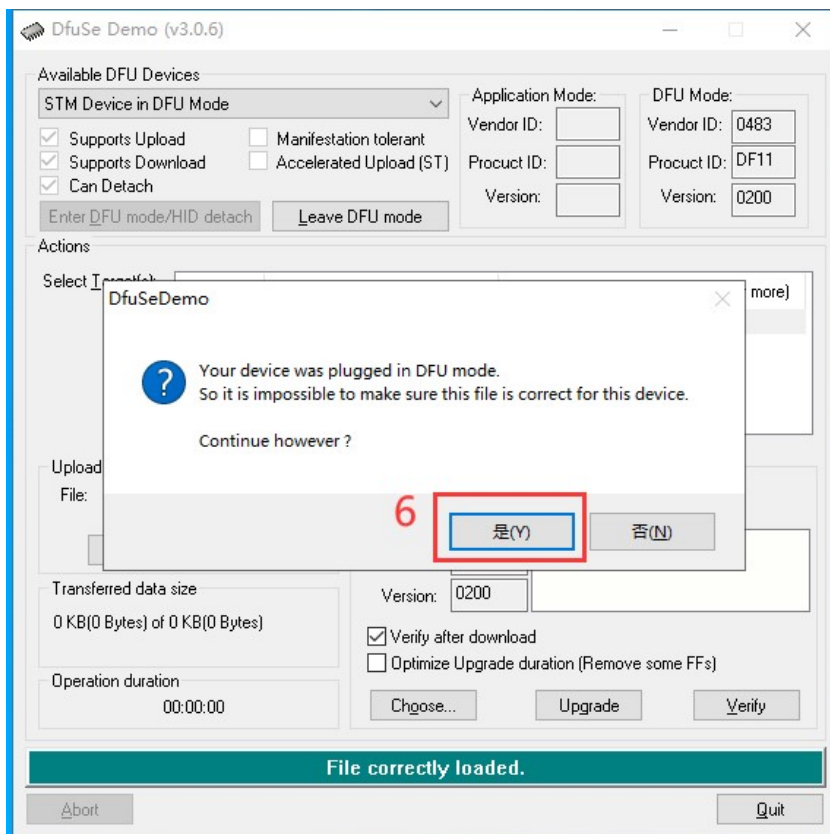 DfuSe Demo (v3.0.6)
Available DFU Devices
STM Device in DFU Mode
Supports Upload
Manifestation tolerant
Supports Download
Accelerated Upload (ST)
Can Detach
Enter DFU mode/HID detach
Leave DFU mode
Application Mode:
Vendor ID:
Procuct ID:
Version:
DFU Mode:
Vendor ID: 0483
Procuct ID: DF11
Version: 0200
Actions
Select
more)
DfuSeDemo
Your device was plugged in DFU mode.
So it is impossible to make sure this file is correct for this device.
Continue however ?
6
是(Y)
否(N)
Upload
File:
Transferred data size
0 KB(0 Bytes) of 0 KB(0 Bytes)
Operation duration
00:00:00
Version: 0200
Verify after download
Optimize Upgrade duration (Remove some FFs)
Choose...
Upgrade
Verify
File correctly loaded.
Abort
Quit